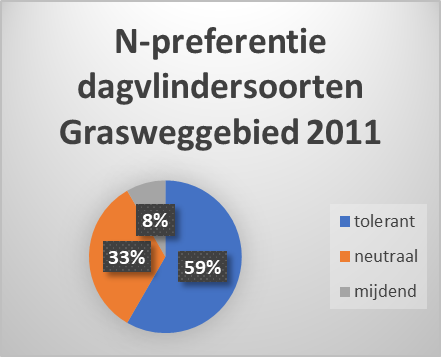 N-preferentie
dagvlindersoorten
Grasweggebied 2011
8%
33%
59%
tolerant
neutraal
mijdend